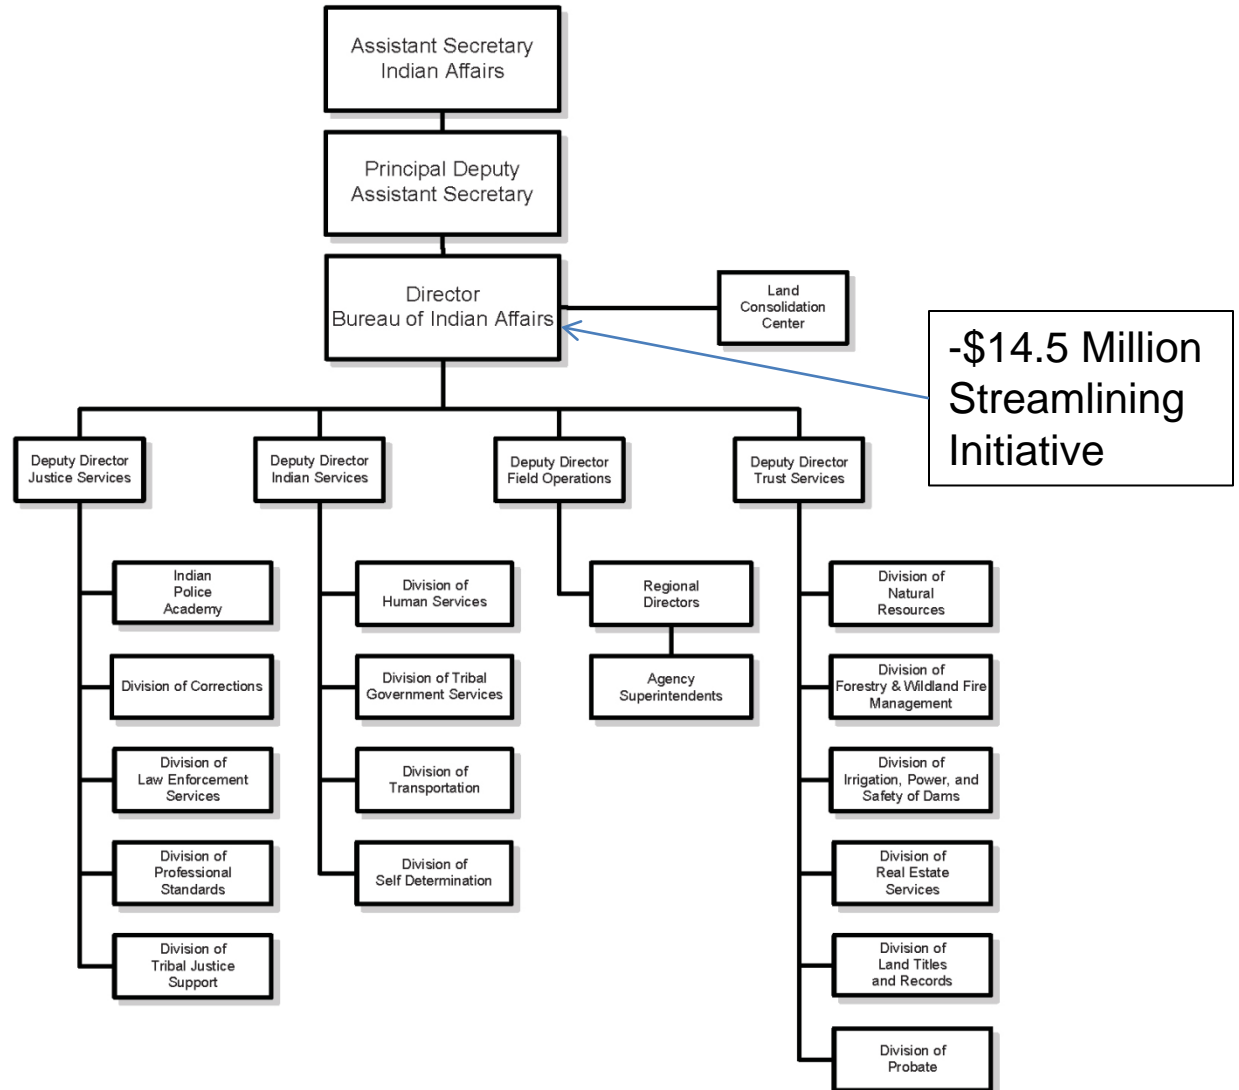 Assistant Secretary
Indian Affairs
Principal Deputy
Assistant Secretary
Director
Bureau of Indian Affairs
Land
Consolidation
Center
-$14.5 Million
Streamlining
Initiative
Deputy Director
Justice Services
Deputy Director
Indian Services
Deputy Director
Field Operations
Deputy Director
Trust Services
Indian
Police
Academy
Division of Corrections
Division of
Law Enforcement
Services
Division of
Professional
Standards
Division of
Tribal Justice
Support
Division of
Human Services
Division of Tribal
Government Services
Division of
Transportation
Division of
Self Determination
Regional
Directors
Agency
Superintendents
Division of
Natural
Resources
Division of
Forestry & Wildland Fire
Management
Division of
Irrigation, Power, and
Safety of Dams
Division of
Real Estate
Services
Division of
Land Titles
and Records
Division of
Probate